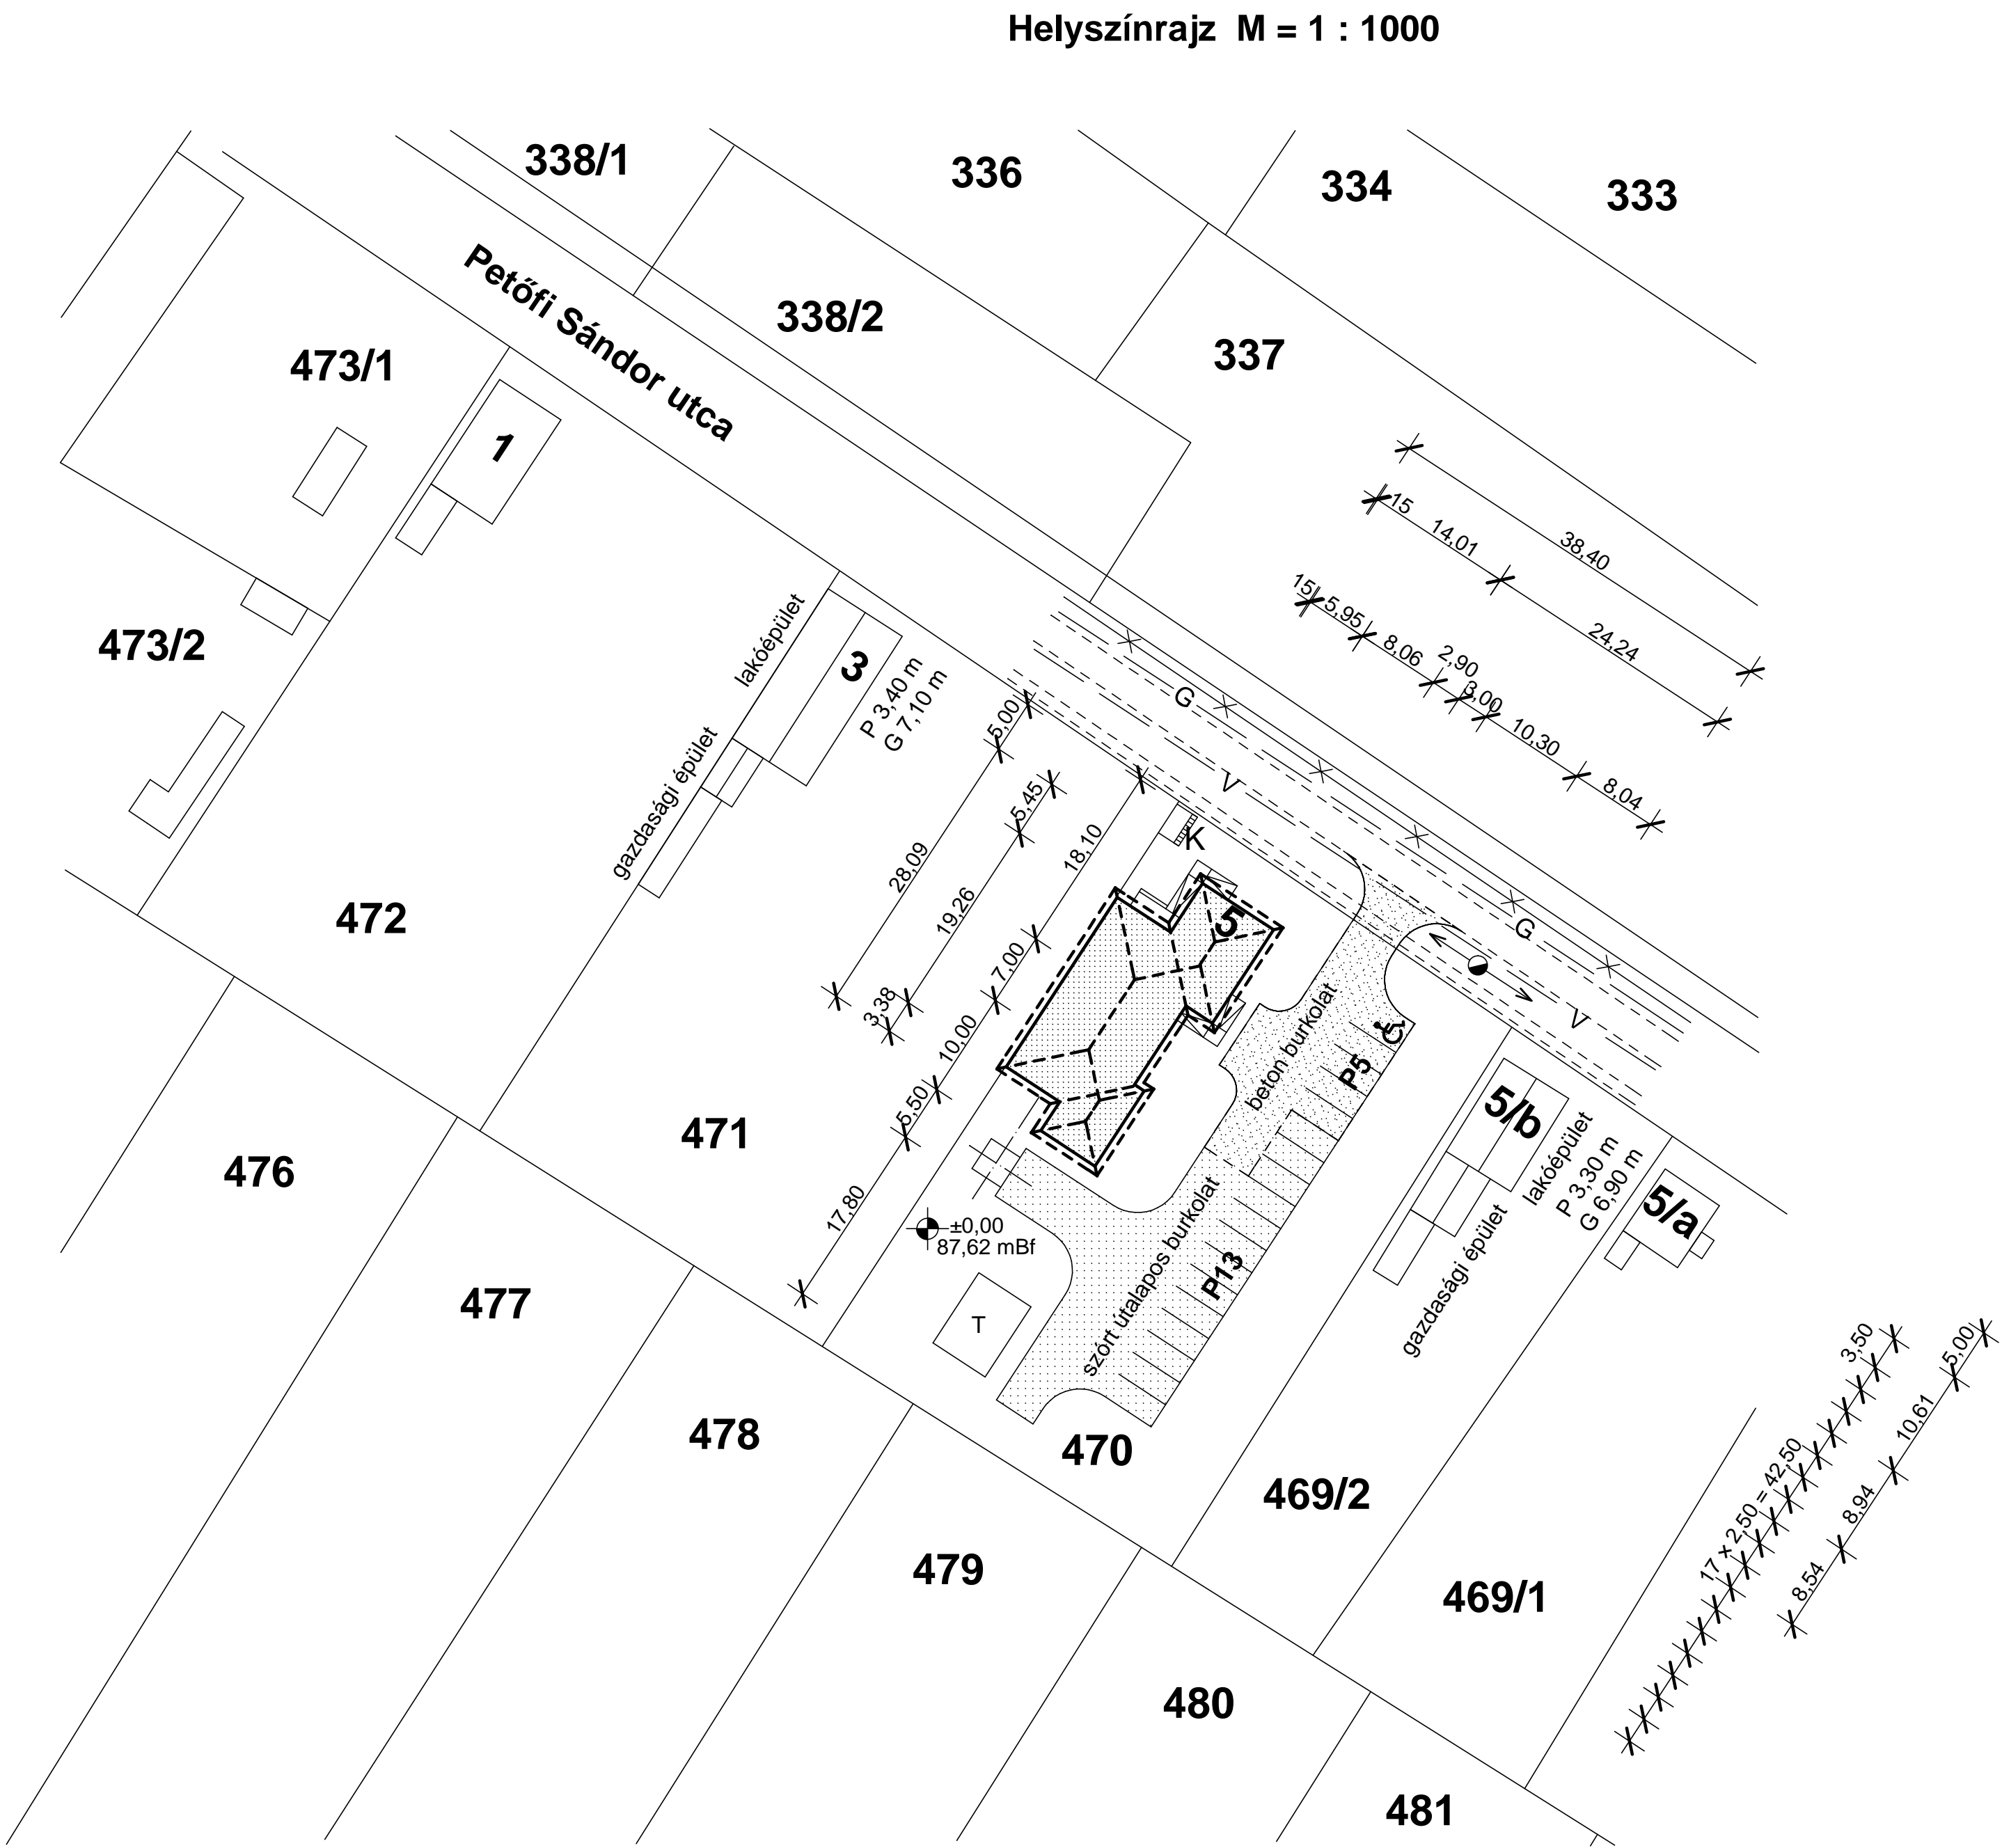 Helyszínrajz M = 1 : 1000
338/1
336
334
333
Petőfi Sándor utca
338/2
337
473/1
1
38,40
15
14,01
24,24
15
5,95
8,06
2,90
3,00
10,30
8,04
473/2
lakóépület
3
P 3,40 m
G 7,10 m
gazdasági épület
5,00
28,09
5,45
19,26
3,38
18,10
7,00
10,00
5,50
17,80
G
V
K
5
G
V
472
471
beton burkolat
P5
5/b
lakóépület
P 3,30 m
G 6,90 m
gazdasági épület
5/a
476
±0,00
87,62 mBf
szórt útalapos burkolat
P13
T
477
478
470
469/2
3,50
5,00
17 × 2,50 = 42,50
10,61
8,94
8,54
479
469/1
480
481